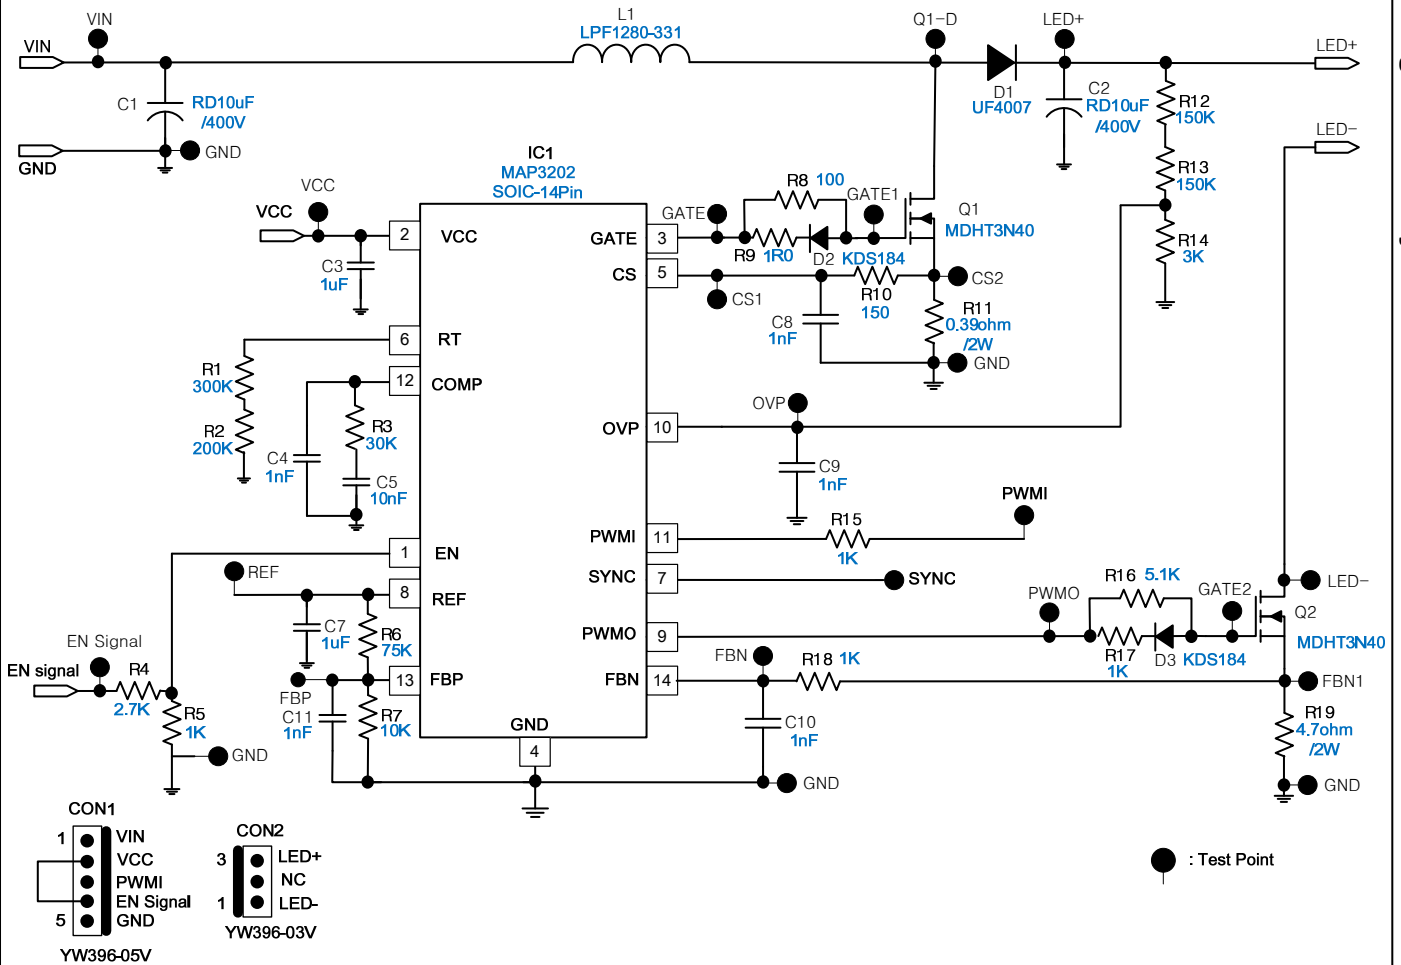 VIN
VIN
L1
LPF1280-331
Q1-D
LED+
LED+
C1
RD10uF
/400V
D1
UF4007
C2
RD10uF
/400V
R12
150K
LED-
GND
GND
R13
150K
IC1
MAP3202
SOIC-14Pin
VCC
VCC
2
VCC
C3
1uF
R8
100
GATE
GATE1
GATE
3
R9
1R0
D2
KDS184
Q1
MDHT3N40
R14
3K
CS
5
CS1
R10
150
CS2
C8
1nF
R11
0.39ohm
/2W
GND
6
RT
R1
300K
12
COMP
R2
200K
R3
30K
C4
1nF
C5
10nF
OVP
OVP
10
C9
1nF
PWMI
PWMI
11
R15
1K
1
EN
SYNC
7
SYNC
REF
8
REF
C7
1uF
R6
75K
PWMO
9
PWMO
R16
5.1K
GATE2
LED-
Q2
MDHT3N40
R17
1K
D3
KDS184
EN Signal
EN signal
R4
2.7K
R5
1K
GND
FBP
13
FBP
C11
1nF
R7
10K
FBN
14
FBN
R18
1K
FBN1
C10
1nF
R19
4.7ohm
/2W
GND
4
GND
GND
CON1
1
VIN
VCC
PWMI
EN Signal
5
GND
YW396-05V
CON2
3
LED+
NC
1
LED-
YW396-03V
: Test Point